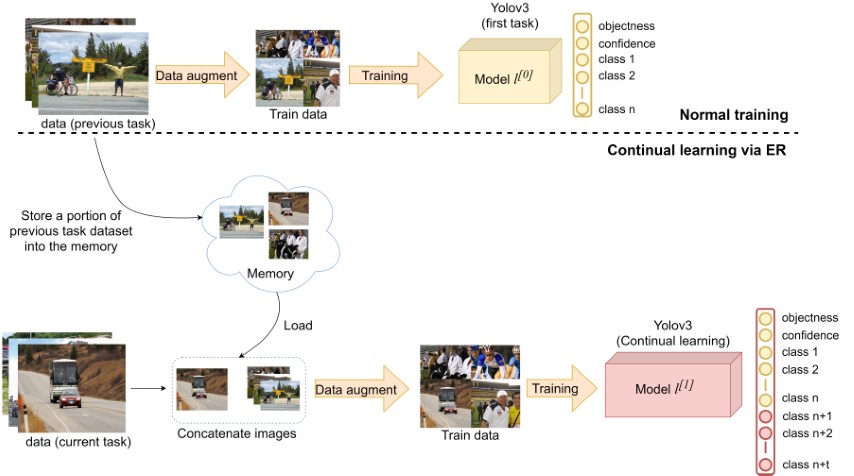 Yolov3
(first task)
objectness
confidence
class 1
class 2
class n
Data augment
Training
Model l[0]
Train data
data (previous task)
Normal training
Continual learning via ER
Store a portion of
previous task dataset
into the memory
Memory
Load
Yolov3
(Continual learning)
objectness
confidence
class 1
class 2
class n
class n+1
class n+2
class n+t
Data augment
Training
Model l[1]
Concatenate images
Train data
data (current task)